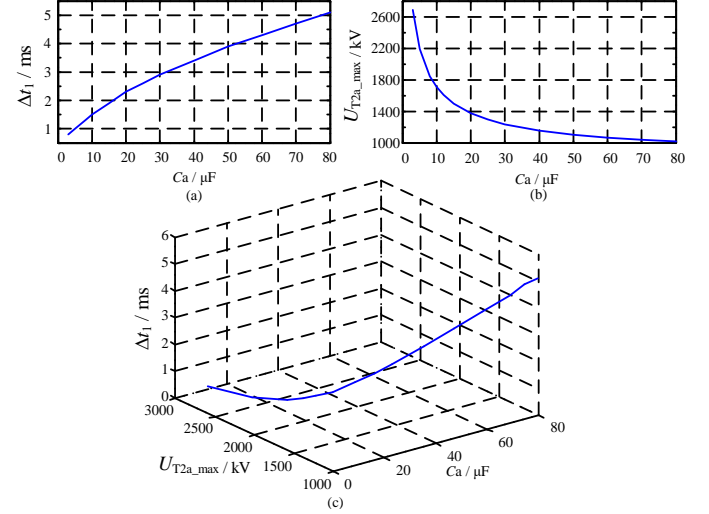 5
4
3
2
1
Δt1 / ms
0 10 20 30 40 50 60 70 80
Ca / μF
(a)
2600
2200
1800
1400
1000
UT2a_max / kV
0 10 20 30 40 50 60 70 80
Ca / μF
(b)
6
5
4
3
2
1
0
Δt1 / ms
3000
2500
2000
1500
1000
UT2a_max / kV
0
20
40
60
80
Ca / μF
(c)